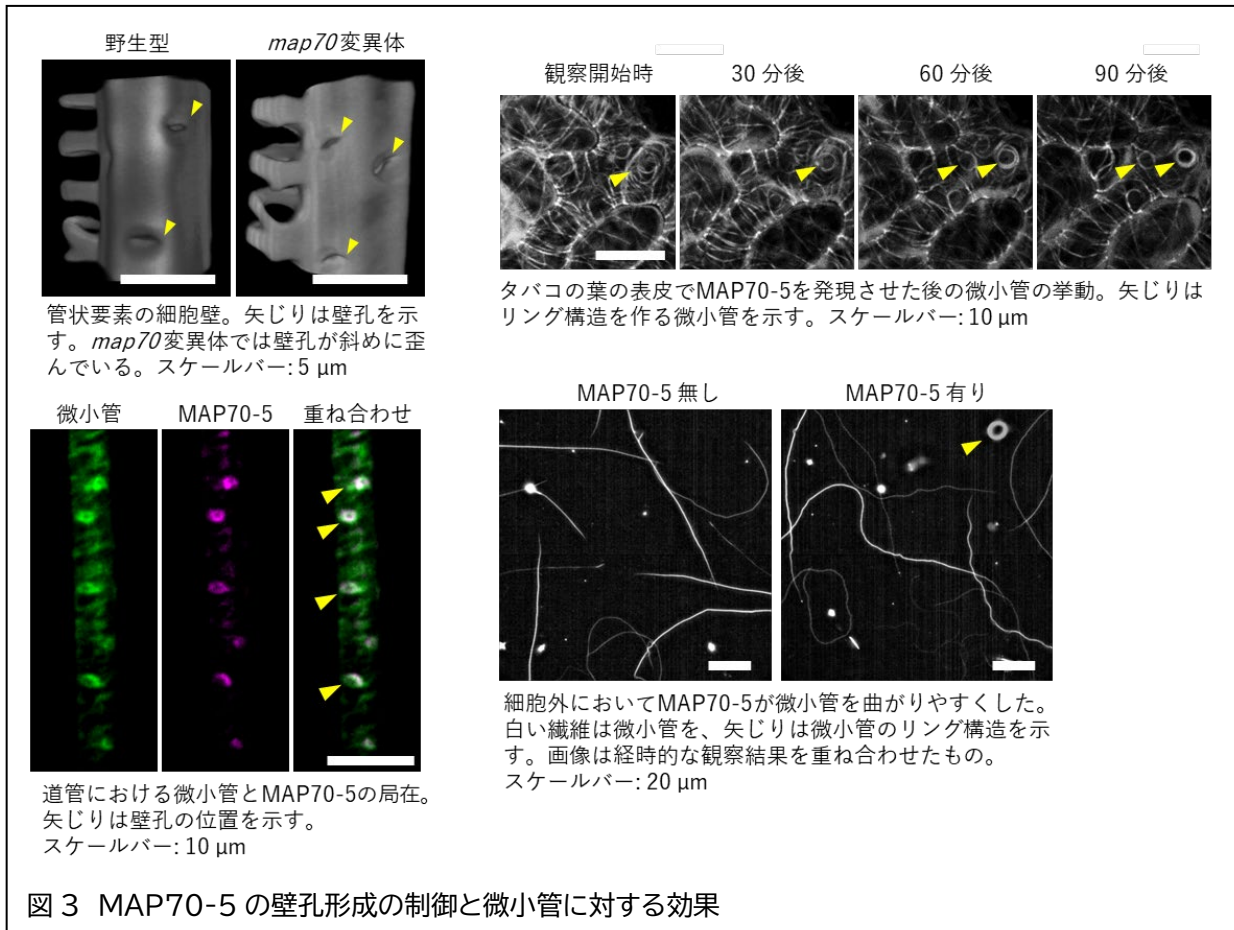 野生型
map70変異体
管状要素の細胞壁。矢じりは壁孔を示
す。map70変異体では壁孔が斜めに歪
んでいる。スケールバー: 5 μm
観察開始時
30 分後
60 分後
90 分後
タバコの葉の表皮でMAP70-5を発現させた後の微小管の挙動。矢じりは
リング構造を作る微小管を示す。スケールバー: 10 μm
微小管
MAP70-5
重ね合わせ
道管における微小管とMAP70-5の局在。
矢じりは壁孔の位置を示す。
スケールバー: 10 μm
MAP70-5 無し
MAP70-5 有り
細胞外においてMAP70-5が微小管を曲がりやすくした。
白い繊維は微小管を、矢じりは微小管のリング構造を示
す。画像は経時的な観察結果を重ね合わせたもの。
スケールバー: 20 μm
図 3 MAP70-5 の壁孔形成の制御と微小管に対する効果